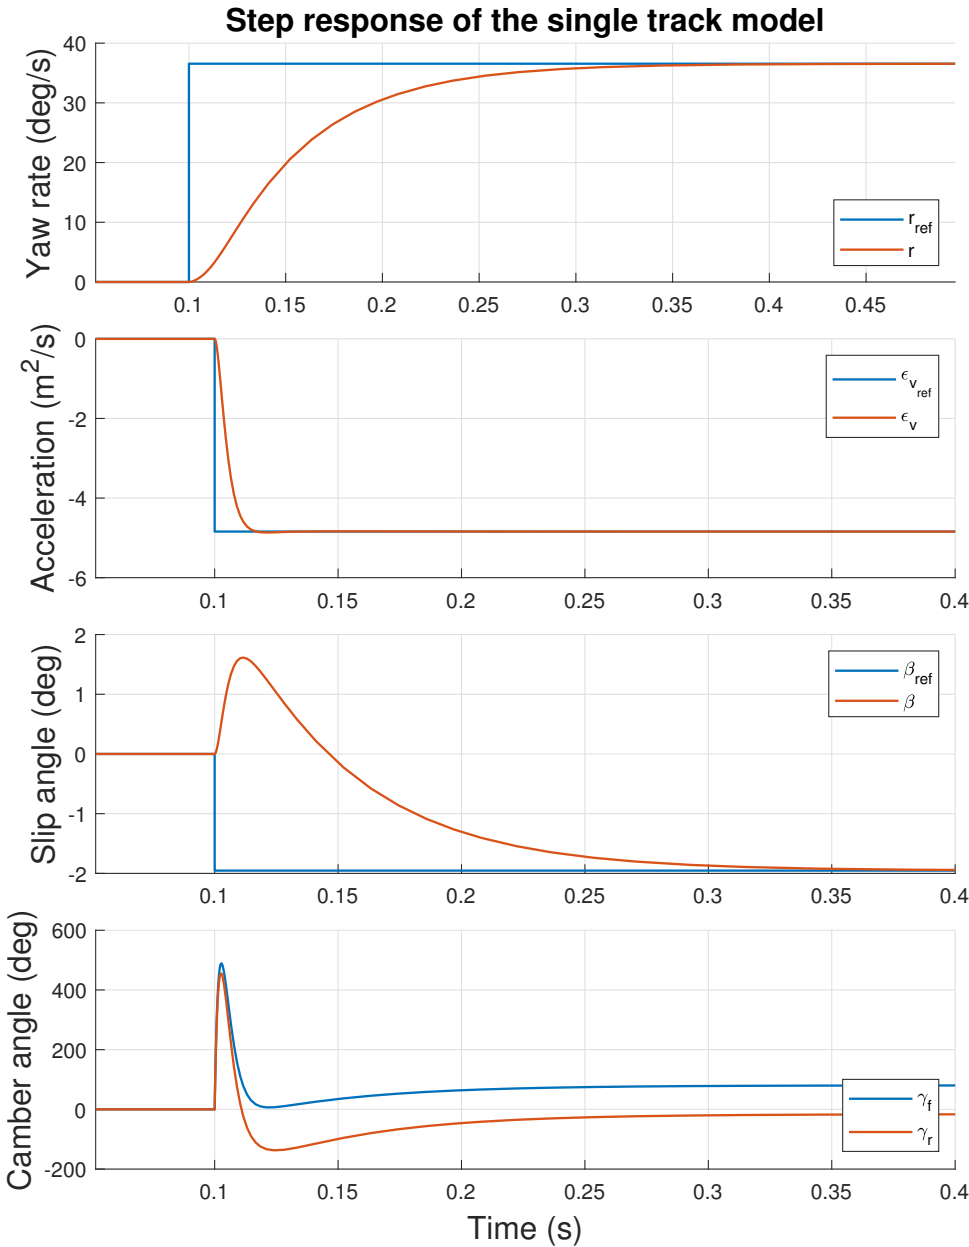 Step response of the single track model
Yaw rate (deg/s)
40
30
20
10
0
r_ref
r
0.1 0.15 0.2 0.25 0.3 0.35 0.4 0.45
Acceleration (m^2/s)
0
-2
-4
-6
ϵ_v_ref
ϵ_v
0.1 0.15 0.2 0.25 0.3 0.35 0.4
Slip angle (deg)
2
1
0
-1
-2
β_ref
β
0.1 0.15 0.2 0.25 0.3 0.35 0.4
Camber angle (deg)
600
400
200
0
-200
γ_f
γ_r
0.1 0.15 0.2 0.25 0.3 0.35 0.4
Time (s)